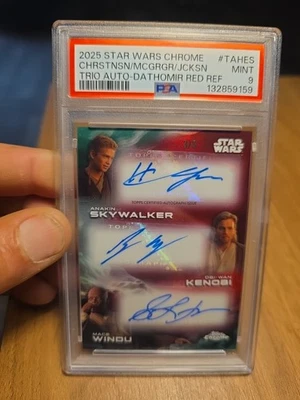 2025 STAR WARS CHROME #TAHES
CHRSTNSN/MCGRGR/JCKSN MINT
TRIO AUTO-DATHOMIR RED REF 9
PSA 132859159
STAR WARS
ANAKIN
SKYWALKER
OBI-WAN
KENOBI
MACE
WINDU